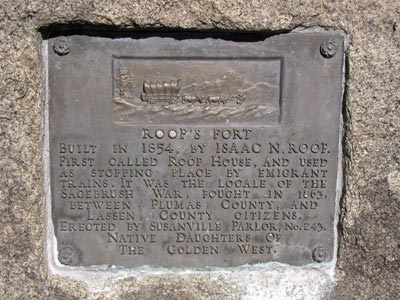 ROOP'S FORT
BUILT IN 1854, BY ISAAC N. ROOP.
FIRST CALLED ROOP HOUSE, AND USED
AS STOPPING PLACE BY EMIGRANT
TRAINS. IT WAS THE LOCALE OF THE
SAGEBRUSH WAR, FOUGHT IN 1863,
BETWEEN PLUMAS COUNTY, AND
LASSEN COUNTY CITIZENS.
ERECTED BY SUSANVILLE PARLOR, NO. 243.
NATIVE DAUGHTERS OF
THE GOLDEN WEST.